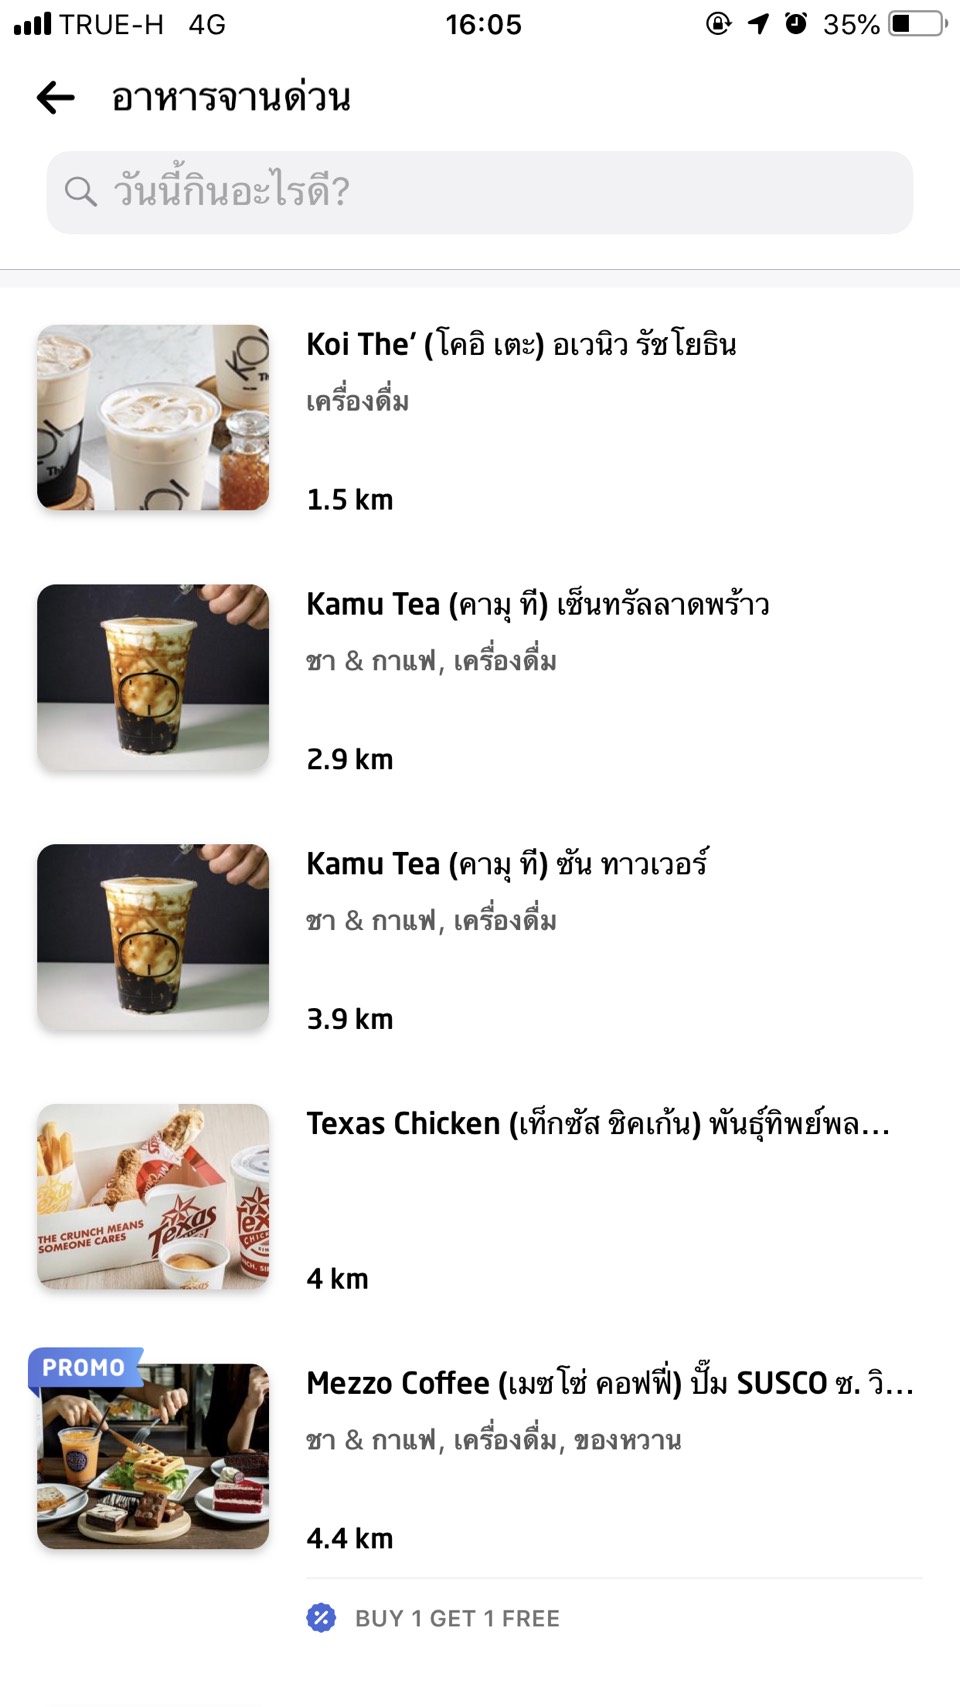 TRUE-H 4G 16:05 35%
อาหารจานด่วน
วันนี้กินอะไรดี?
Koi The’ (โคอิ เตะ) อเวนิว รัชโยธิน
เครื่องดื่ม
1.5 km
Kamu Tea (คามุ ที) เซ็นทรัลลาดพร้าว
ชา & กาแฟ, เครื่องดื่ม
2.9 km
Kamu Tea (คามุ ที) ซัน ทาวเวอร์
ชา & กาแฟ, เครื่องดื่ม
3.9 km
Texas Chicken (เท็กซัส ชิคเก้น) พันธุ์ทิพย์พล...
THE CRUNCH MEANS
SOMEONE CARES
Texas
4 km
PROMO
Mezzo Coffee (เมซโซ่ คอฟฟี่) ปั๊ม SUSCO ซ. วิ...
ชา & กาแฟ, เครื่องดื่ม, ของหวาน
4.4 km
BUY 1 GET 1 FREE